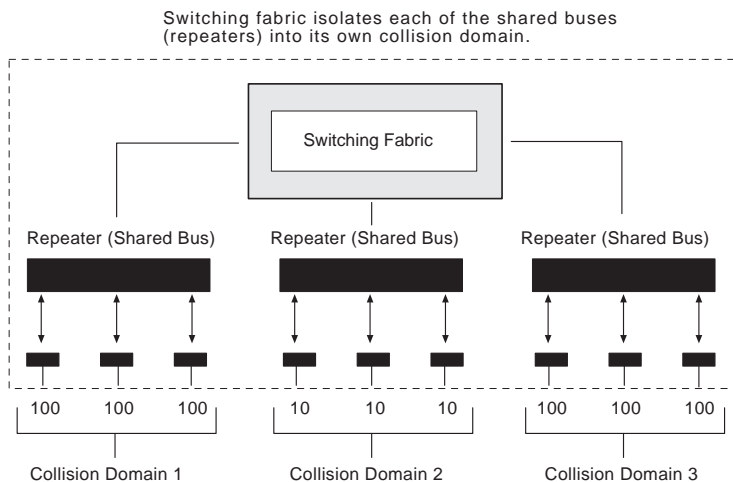 Switching fabric isolates each of the shared buses
(repeaters) into its own collision domain.
Switching Fabric
Repeater (Shared Bus) Repeater (Shared Bus) Repeater (Shared Bus)
100 100 100 10 10 10 100 100 100
Collision Domain 1 Collision Domain 2 Collision Domain 3